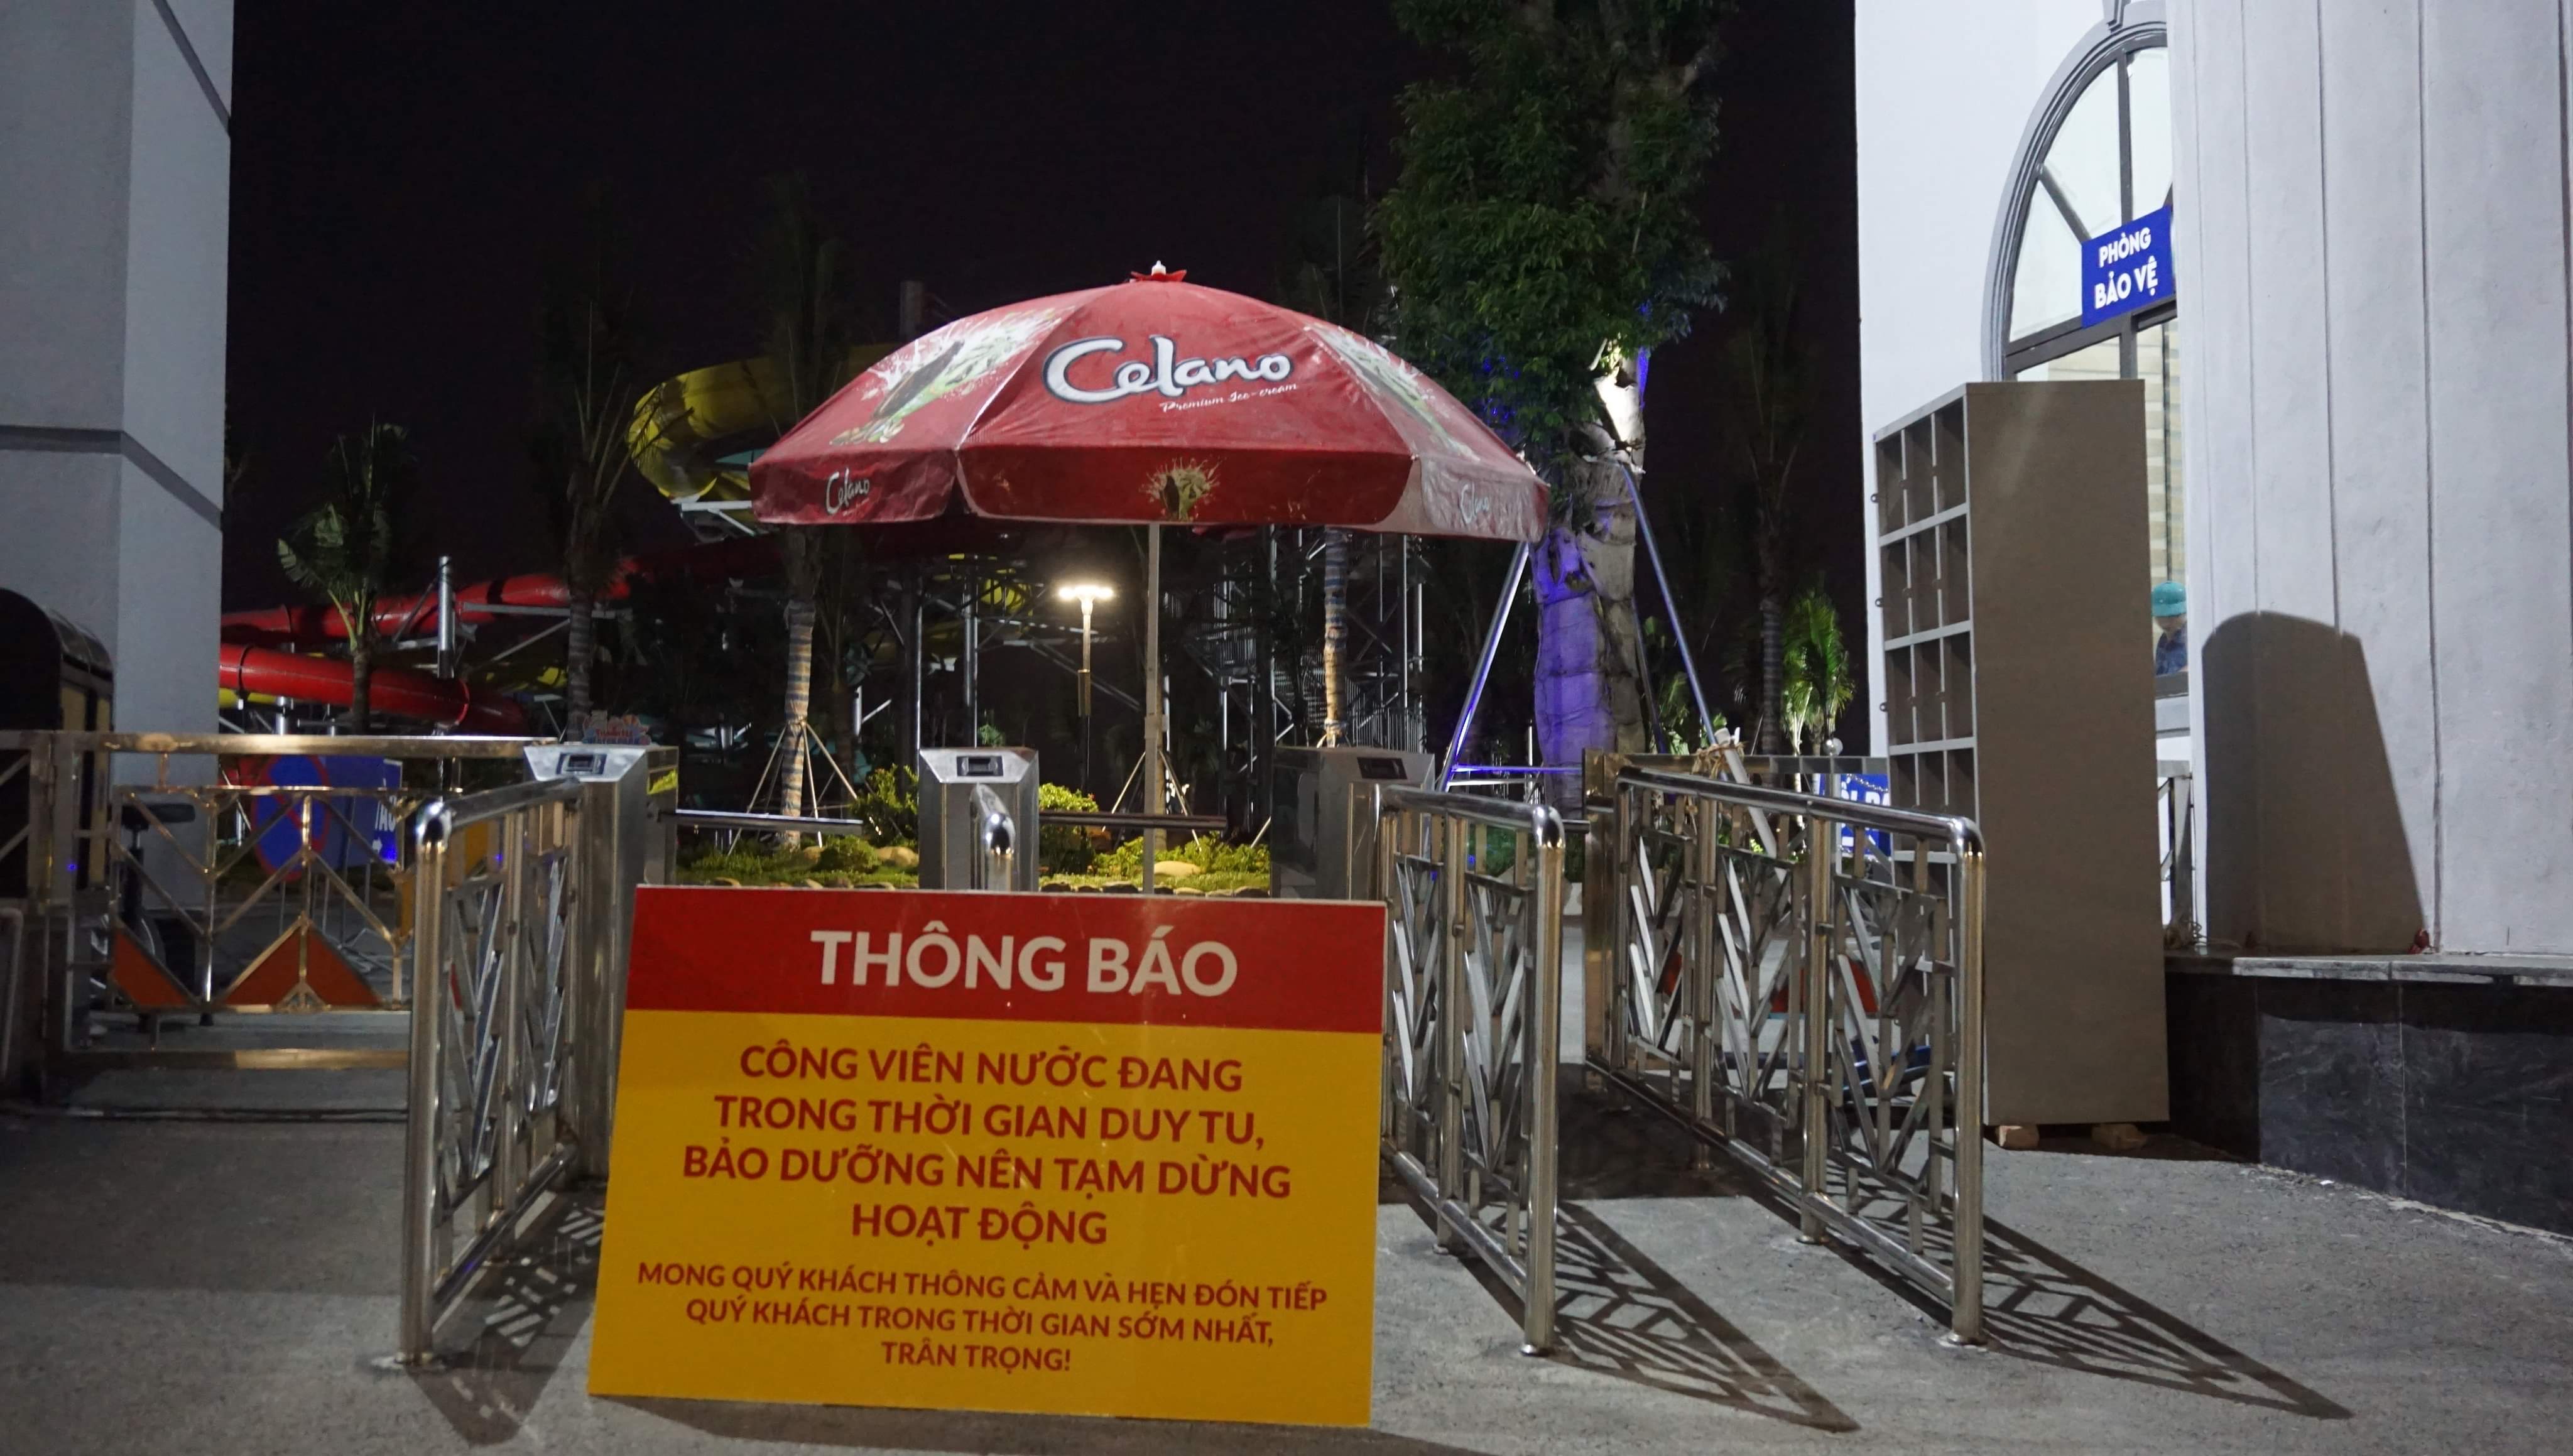 PHÒNG
BẢO VỆ
Celano
Premium Ice-cream
Celano
Celano
THÔNG BÁO
CÔNG VIÊN NƯỚC ĐANG
TRONG THỜI GIAN DUY TU,
BẢO DƯỠNG NÊN TẠM DỪNG
HOẠT ĐỘNG
MONG QUÝ KHÁCH THÔNG CẢM VÀ HẸN ĐÓN TIẾP
QUÝ KHÁCH TRONG THỜI GIAN SỚM NHẤT,
TRÂN TRỌNG!